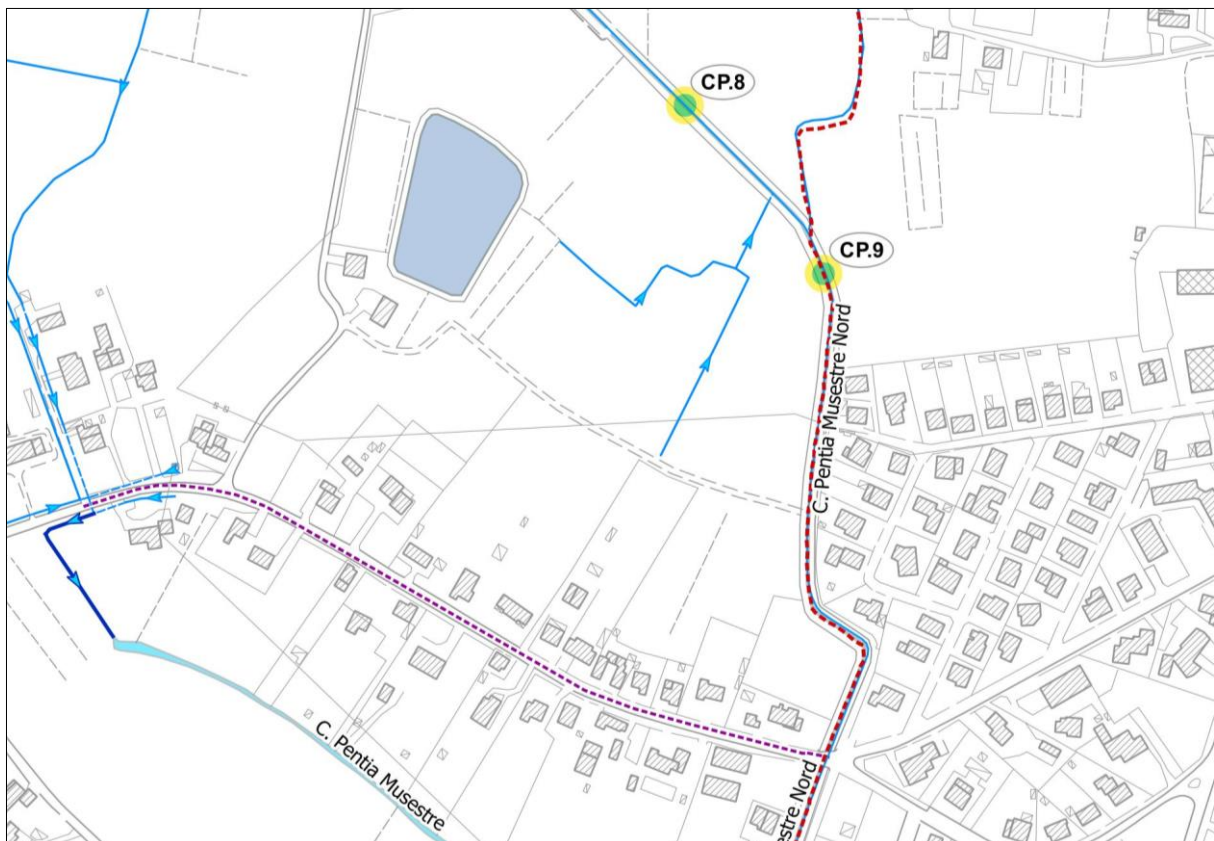 CP.8
CP.9
C. Pentia Musestre Nord
C. Pentia Musestre
estre Nord